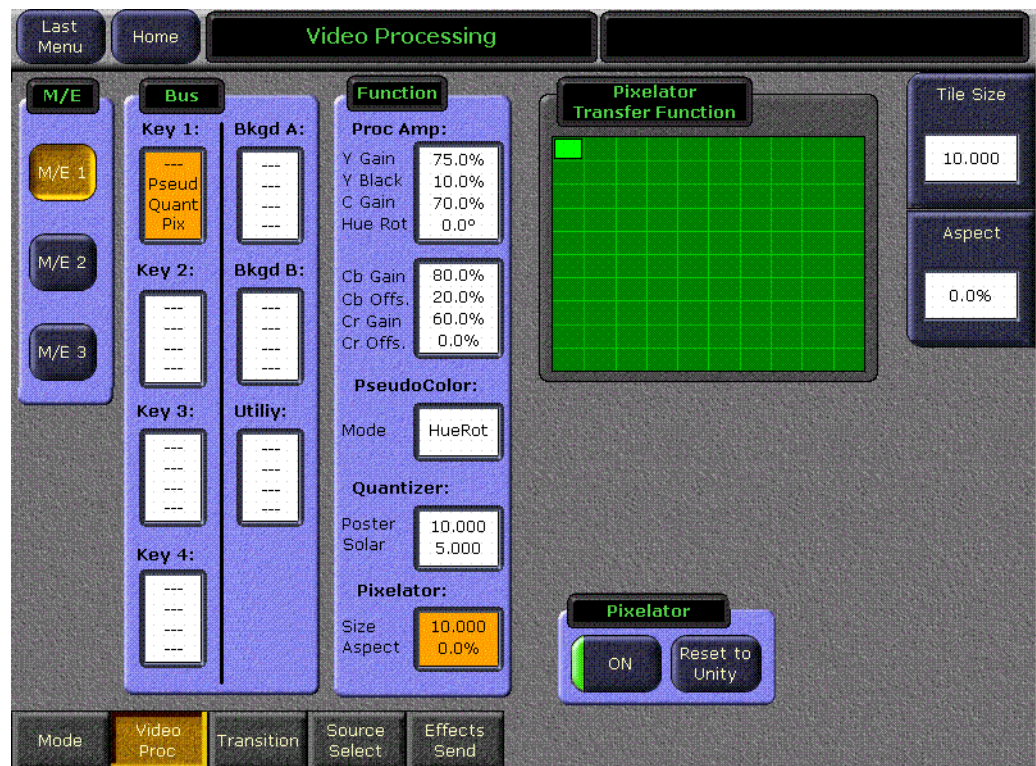 Last
Menu
Home
Video Processing
M/E
M/E 1
M/E 2
M/E 3
Bus
Key 1:
---
Pseud
Quant
Pix
Bkgd A:
---
---
---
---
Key 2:
---
---
---
---
Bkgd B:
---
---
---
---
Key 3:
---
---
---
---
Utiliy:
---
---
---
---
Key 4:
---
---
---
---
Function
Proc Amp:
Y Gain 75.0%
Y Black 10.0%
C Gain 70.0%
Hue Rot 0.0°
Cb Gain 80.0%
Cb Offs. 20.0%
Cr Gain 60.0%
Cr Offs. 0.0%
PseudoColor:
Mode HueRot
Quantizer:
Poster 10.000
Solar 5.000
Pixelator:
Size 10.000
Aspect 0.0%
Pixelator
Transfer Function
Pixelator
ON
Reset to
Unity
Tile Size
10.000
Aspect
0.0%
Mode
Video
Proc
Transition
Source
Select
Effects
Send